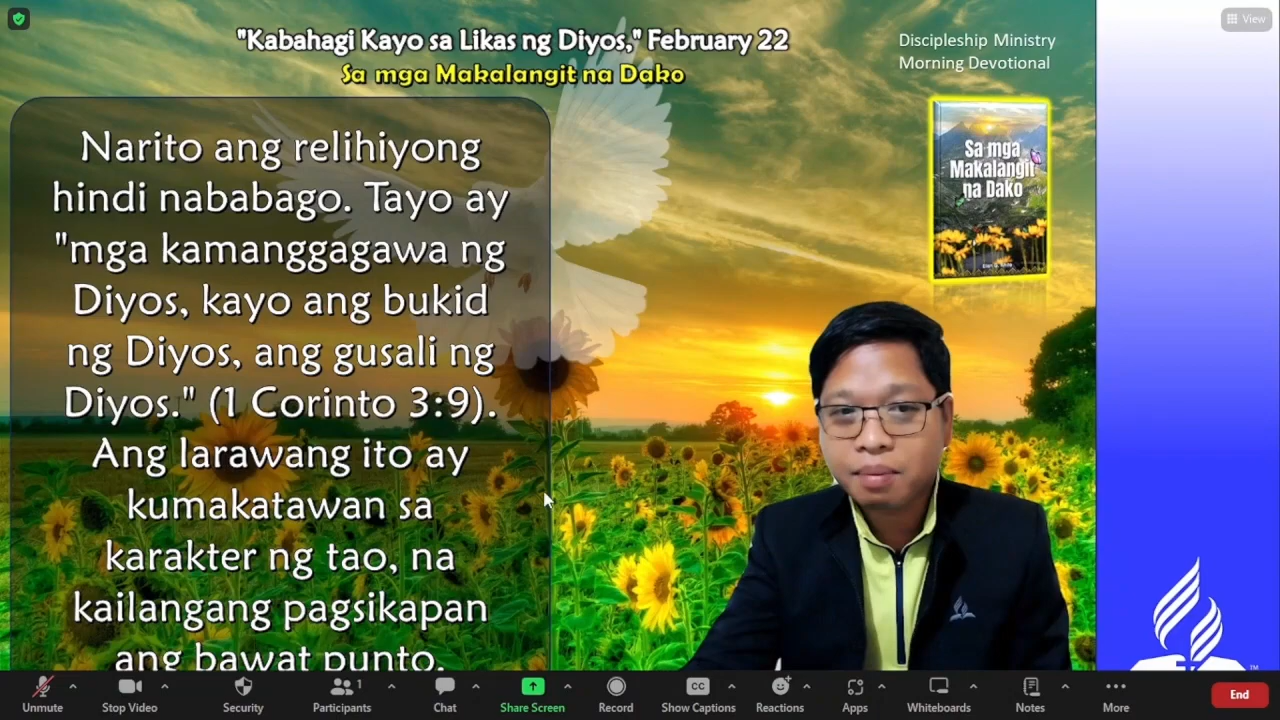 "Kabahagi Kayo sa Likas ng Diyos," February 22
Sa mga Makalangit na Dako
Discipleship Ministry
Morning Devotional
View
Sa mga
Makalangit
na Dako
Narito ang relihiyong
hindi nababago. Tayo ay
"mga kamanggagawa ng
Diyos, kayo ang bukid
ng Diyos, ang gusali ng
Diyos." (1 Corinto 3:9).
Ang larawang ito ay
kumakatawan sa
karakter ng tao, na
kailangang pagsikapan
ang bawat punto.
TM
1
CC
Unmute
Stop Video
Security
Participants
Chat
Share Screen
Record
Show Captions
Reactions
Apps
Whiteboards
Notes
More
End